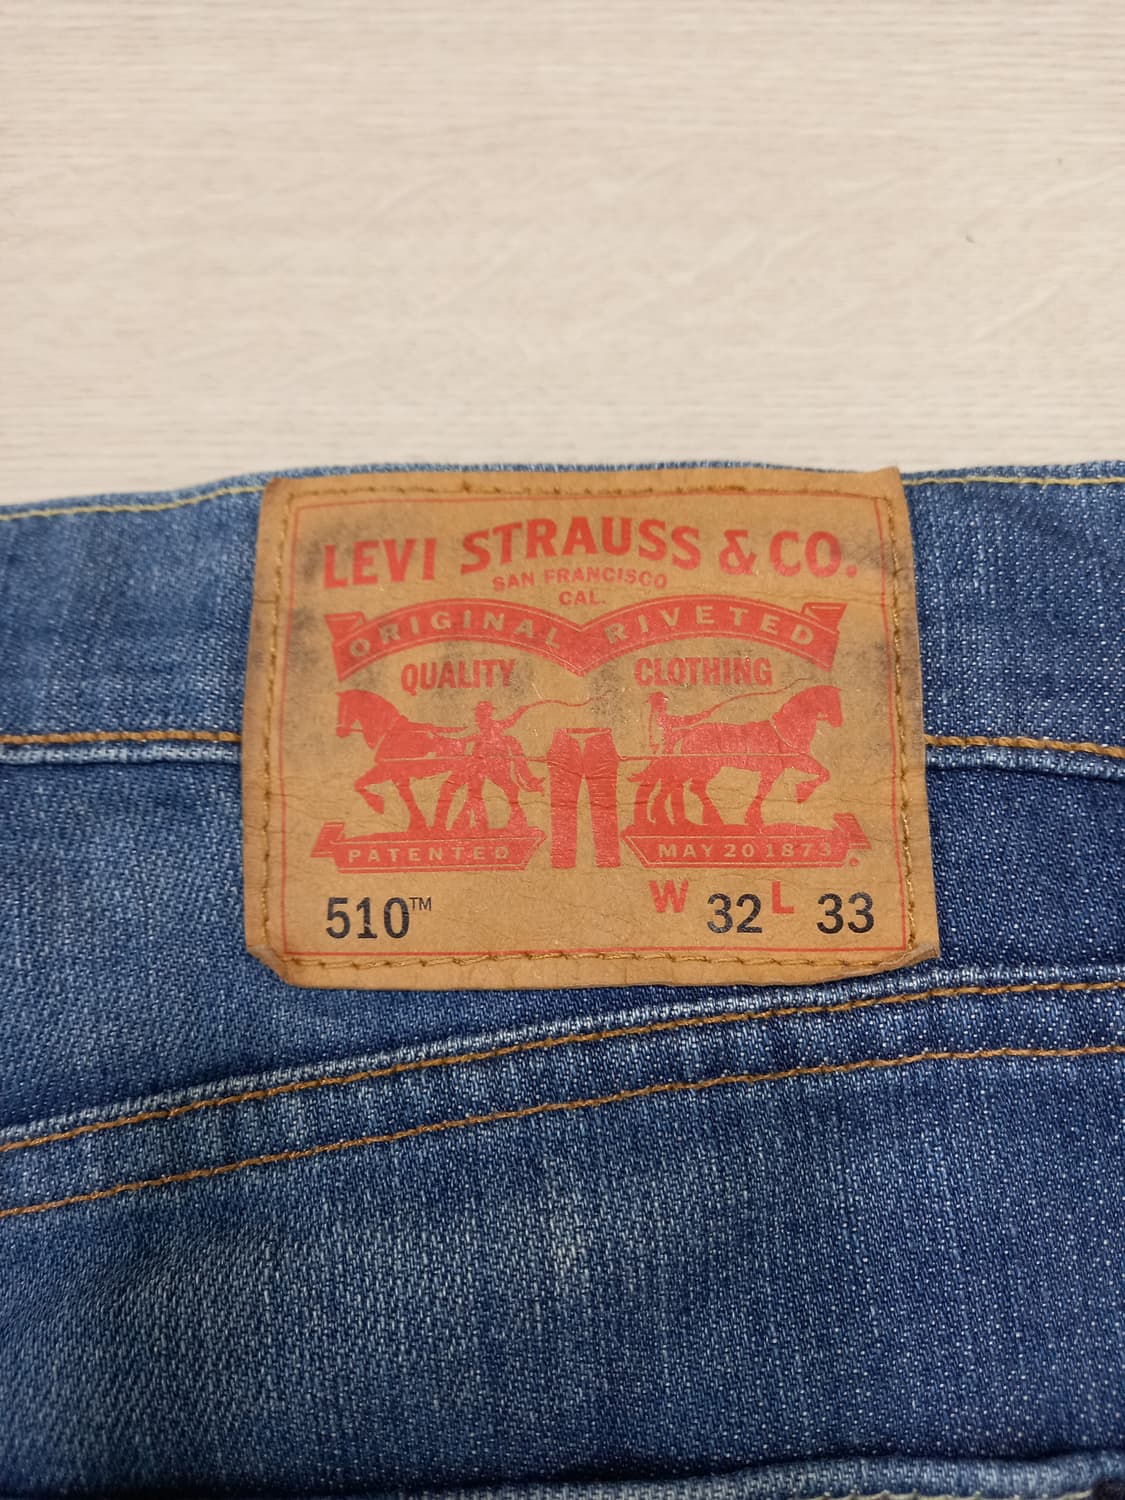 LEVI STRAUSS & CO.
SAN FRANCISCO
CAL.
ORIGINAL RIVETED
QUALITY CLOTHING
PATENTED MAY 20 1873
510™ W 32 L 33